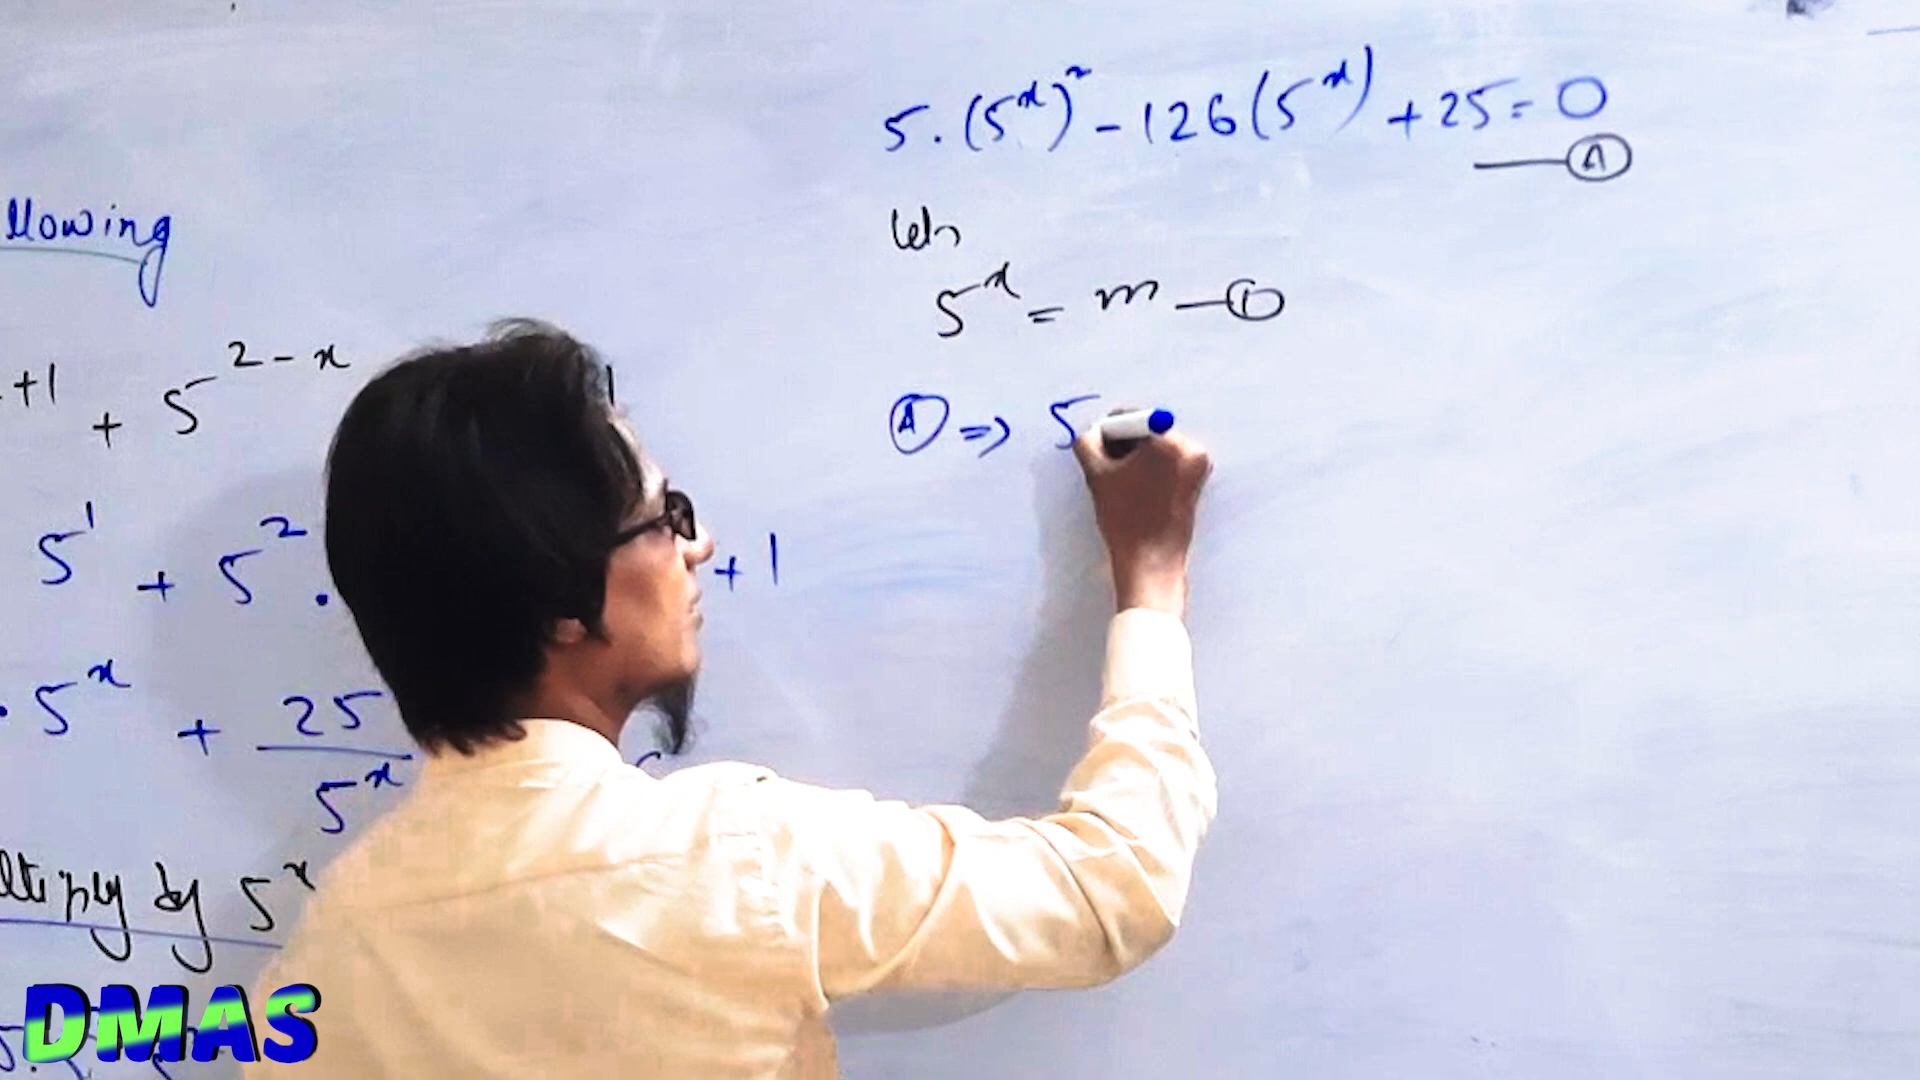 llowing
+1 + 5^{2-x}
5^1 + 5^2 . +1
. 5^x + 25/5^x
ultiply by 5^x
5.(5^x)^2 - 126(5^x) + 25 = 0
—Ⓐ
let
5^x = m —①
Ⓐ => 5
DMAS